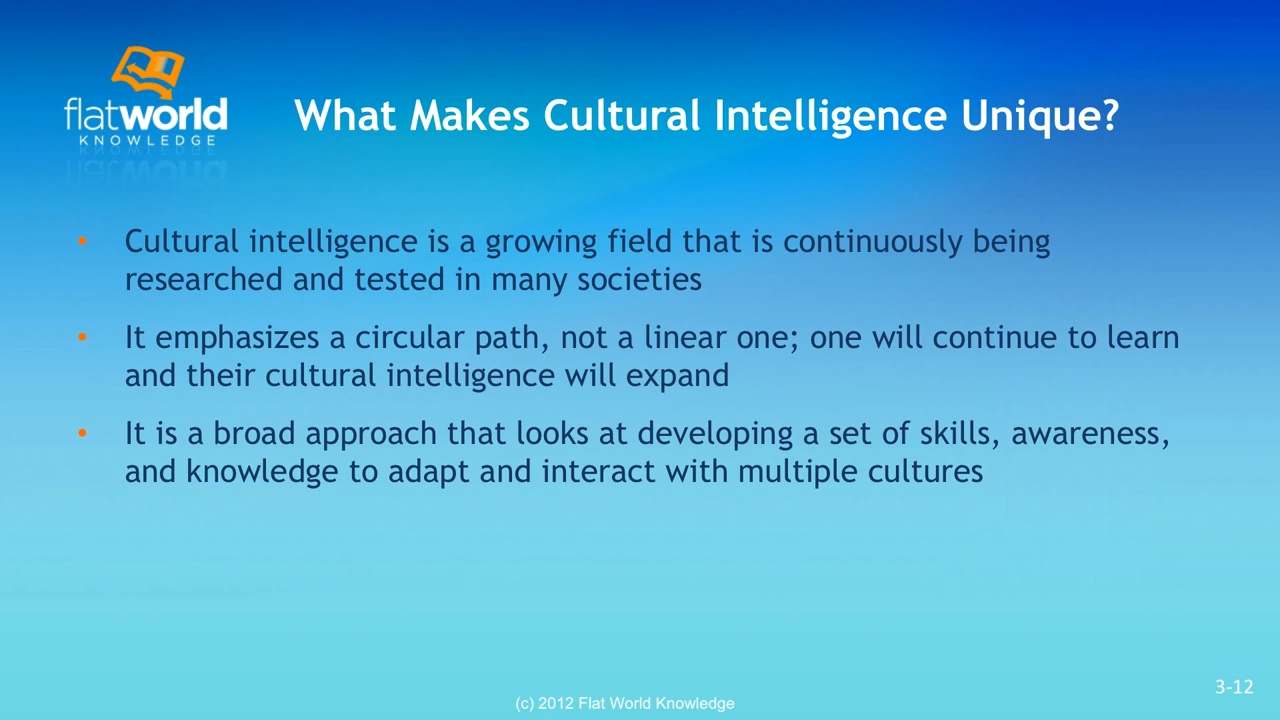 flatworld
KNOWLEDGE
What Makes Cultural Intelligence Unique?
• Cultural intelligence is a growing field that is continuously being
researched and tested in many societies
• It emphasizes a circular path, not a linear one; one will continue to learn
and their cultural intelligence will expand
• It is a broad approach that looks at developing a set of skills, awareness,
and knowledge to adapt and interact with multiple cultures
3-12
(c) 2012 Flat World Knowledge